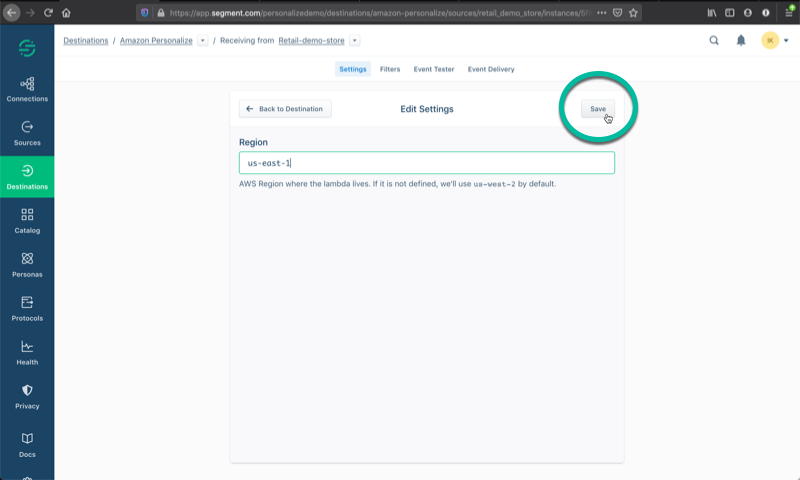 https://app.segment.com/personalizedemo/destinations/amazon-personalize/sources/retail_demo_store/instances/
Destinations / Amazon Personalize / Receiving from Retail-demo-store
IK
Settings Filters Event Tester Event Delivery
Back to Destination Edit Settings Save
Region
us-east-1
AWS Region where the lambda lives. If it is not defined, we'll use us-west-2 by default.
Connections
Sources
Destinations
Catalog
Personas
Protocols
Health
Privacy
Docs